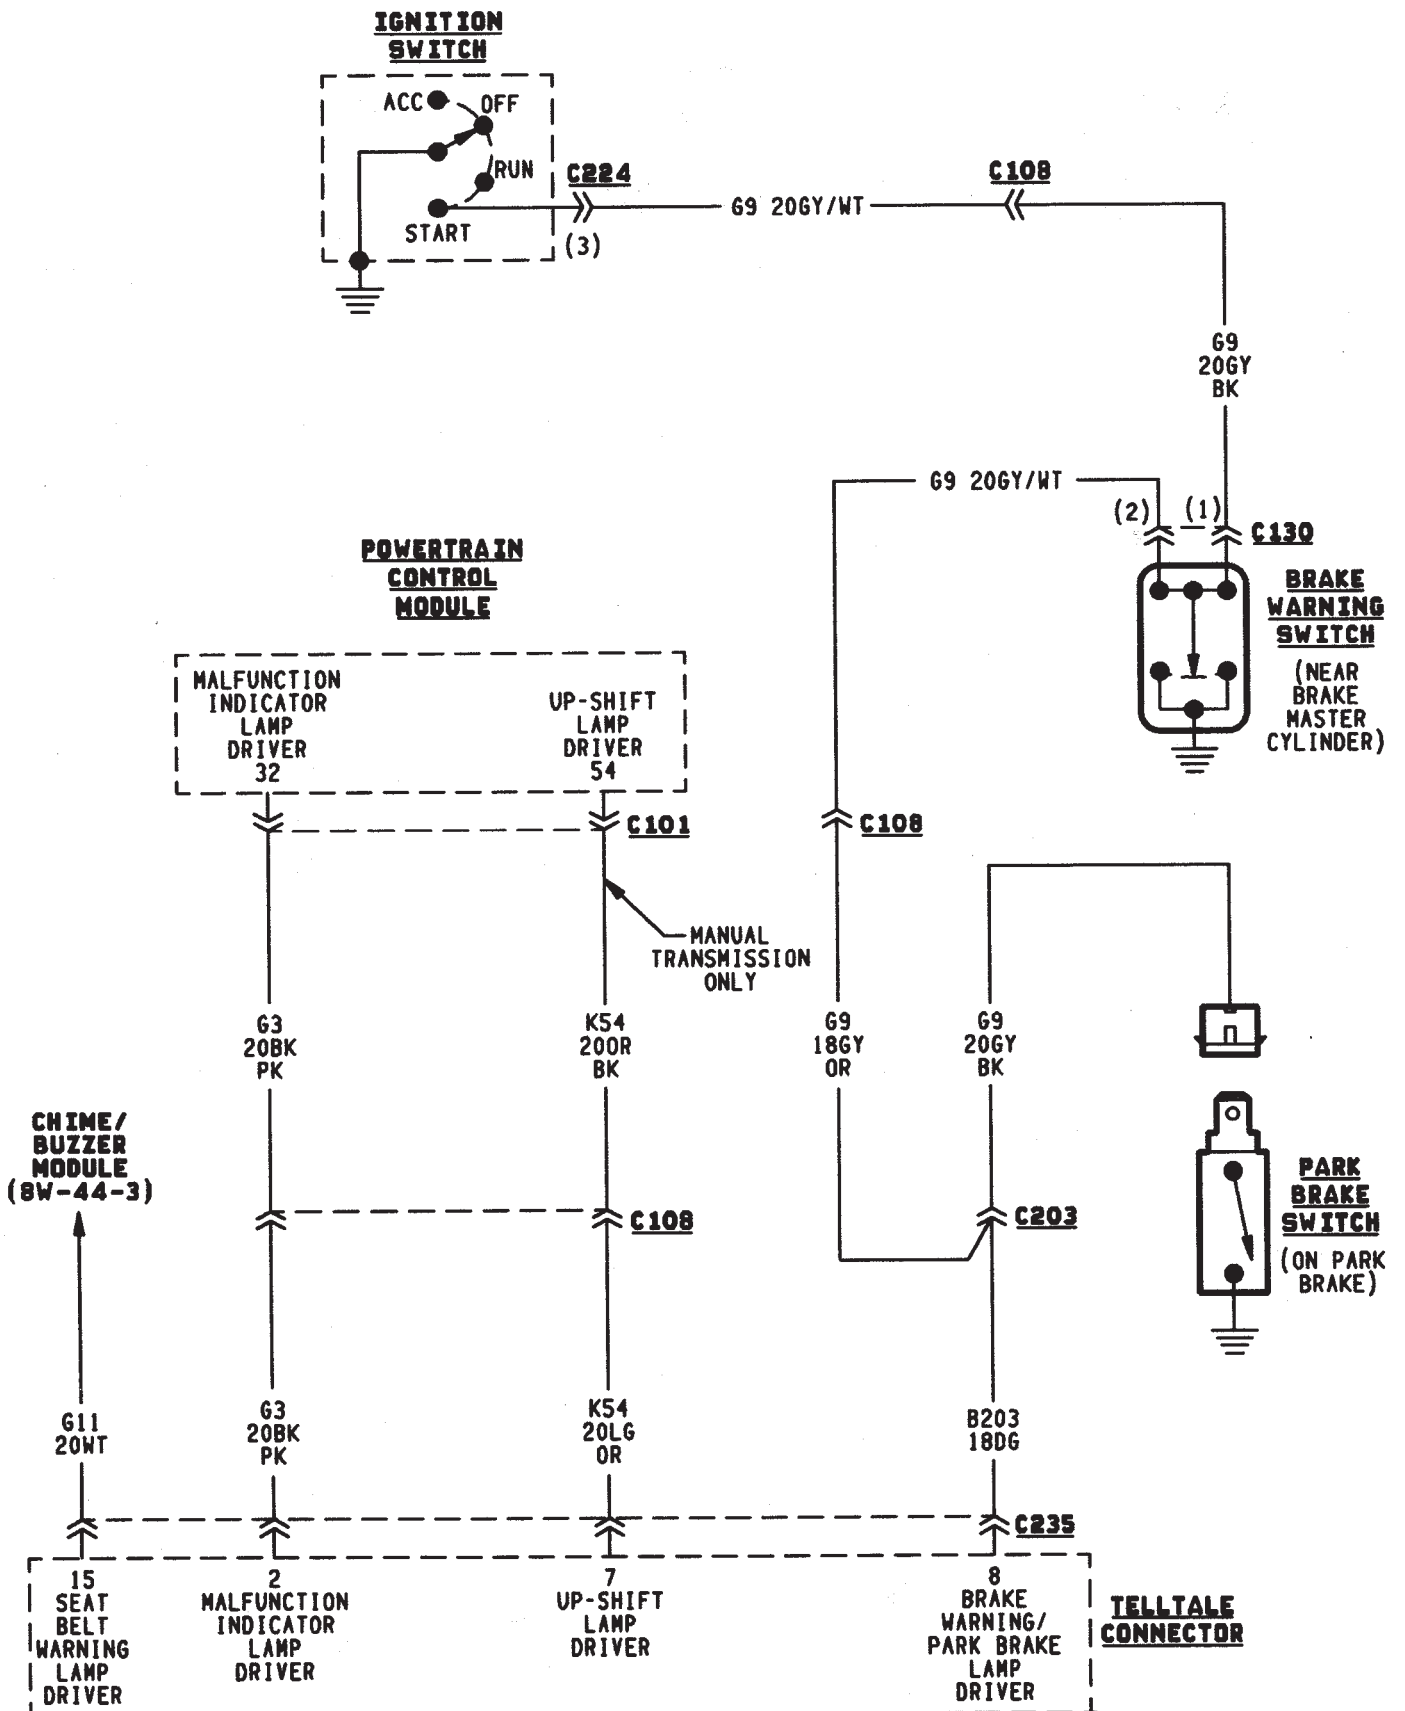 IGNITION
SWITCH
ACC
OFF
RUN
START
C224
(3)
G9 20GY/WT
C108
G9
20GY
BK
G9 20GY/WT
(2)
(1)
C130
BRAKE
WARNING
SWITCH
(NEAR
BRAKE
MASTER
CYLINDER)
POWERTRAIN
CONTROL
MODULE
MALFUNCTION
INDICATOR
LAMP
DRIVER
32
UP-SHIFT
LAMP
DRIVER
54
C101
C108
MANUAL
TRANSMISSION
ONLY
G3
20BK
PK
K54
20OR
BK
G9
18GY
OR
G9
20GY
BK
CHIME/
BUZZER
MODULE
(8W-44-3)
C108
C203
PARK
BRAKE
SWITCH
(ON PARK
BRAKE)
G11
20WT
G3
20BK
PK
K54
20LG
OR
B203
18DG
C235
15
SEAT
BELT
WARNING
LAMP
DRIVER
2
MALFUNCTION
INDICATOR
LAMP
DRIVER
7
UP-SHIFT
LAMP
DRIVER
8
BRAKE
WARNING/
PARK BRAKE
LAMP
DRIVER
TELLTALE
CONNECTOR